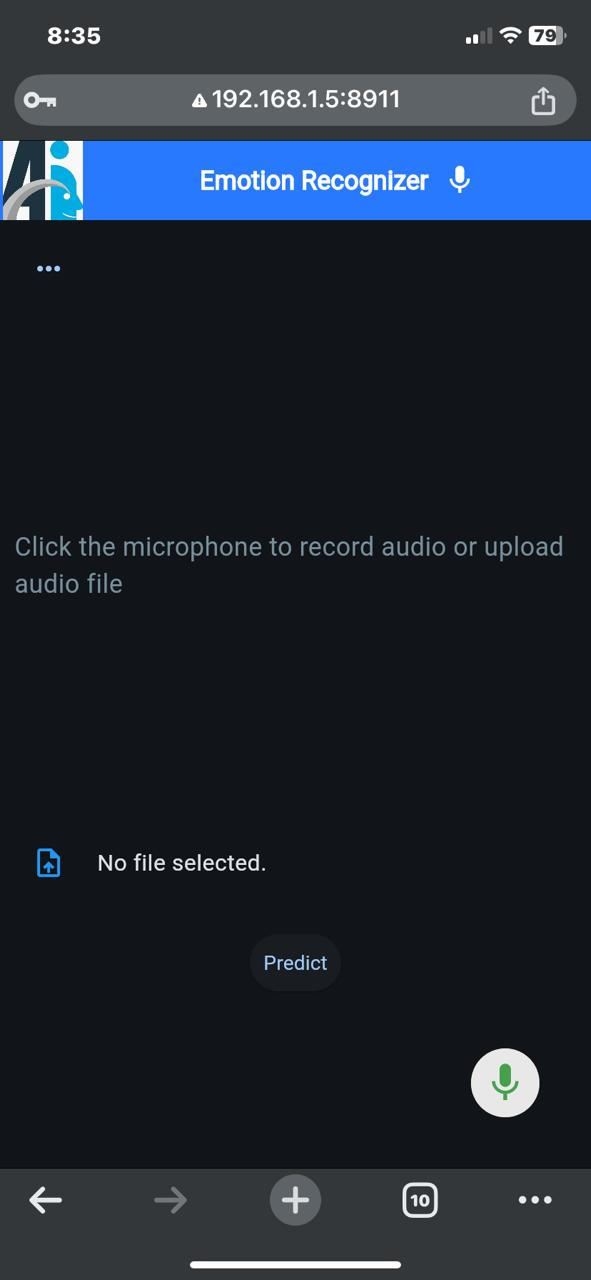 8:35
79
192.168.1.5:8911
Ai
Emotion Recognizer
Click the microphone to record audio or upload
audio file
No file selected.
Predict
10